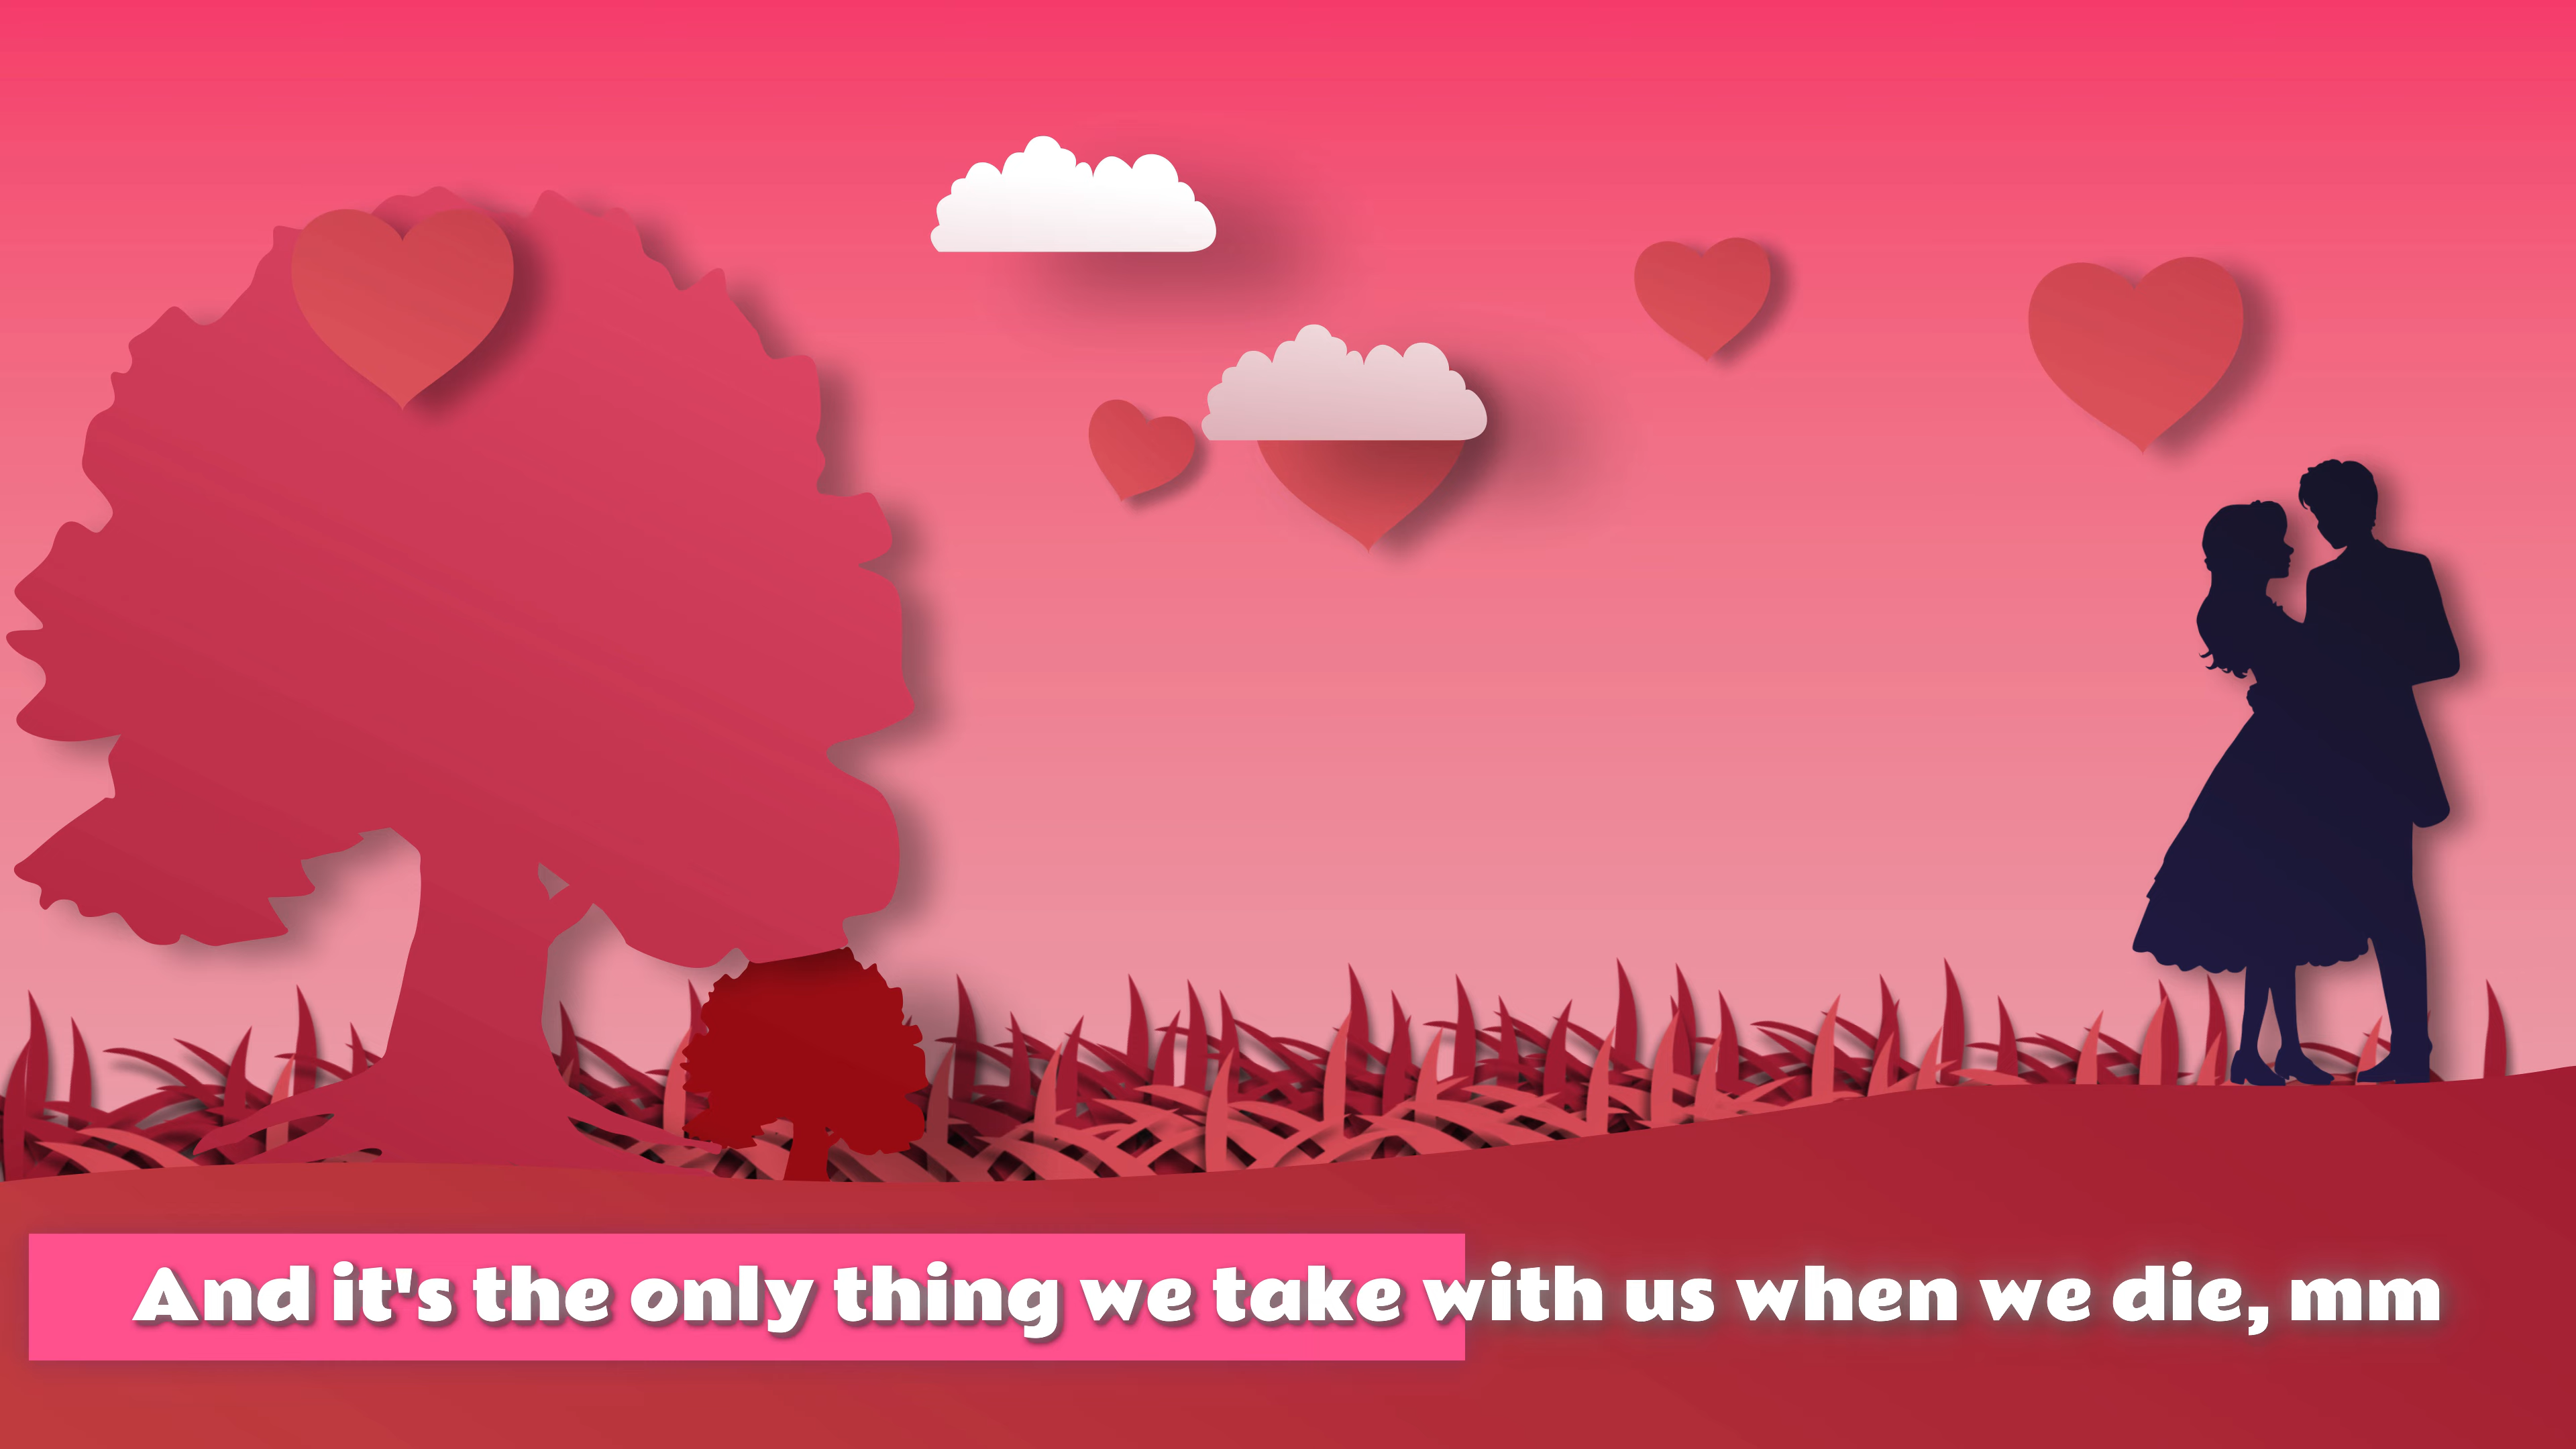 And it's the only thing we take with us when we die, mm